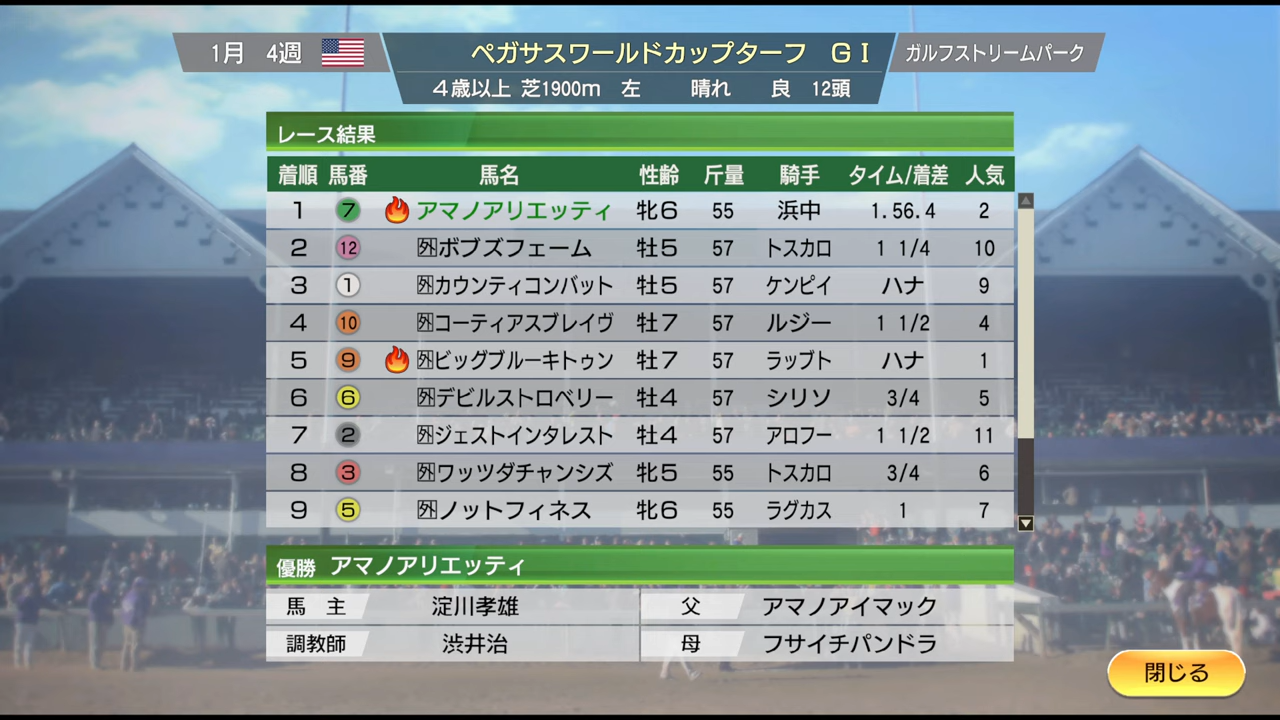 1月 4週 ペガサスワールドカップターフ GⅠ ガルフストリームパーク
4歳以上 芝1900m 左 晴れ 良 12頭
レース結果
着順 馬番 馬名 性齢 斤量 騎手 タイム/着差 人気
1 7 アマノアリエッティ 牝6 55 浜中 1.56.4 2
2 12 外ボブズフェーム 牡5 57 トスカロ 1 1/4 10
3 1 外カウンティコンバット 牡5 57 ケンピイ ハナ 9
4 10 外コーティアスブレイヴ 牡7 57 ルジー 1 1/2 4
5 9 外ビッグブルーキトゥン 牡7 57 ラップト ハナ 1
6 6 外デビルストロベリー 牡4 57 シリソ 3/4 5
7 2 外ジェストインタレスト 牡4 57 アロフー 1 1/2 11
8 3 外ワッツダチャンシズ 牝5 55 トスカロ 3/4 6
9 5 外ノットフィネス 牝6 55 ラグカス 1 7
優勝 アマノアリエッティ
馬主 淀川孝雄 父 アマノアイマック
調教師 渋井治 母 フサイチパンドラ
閉じる